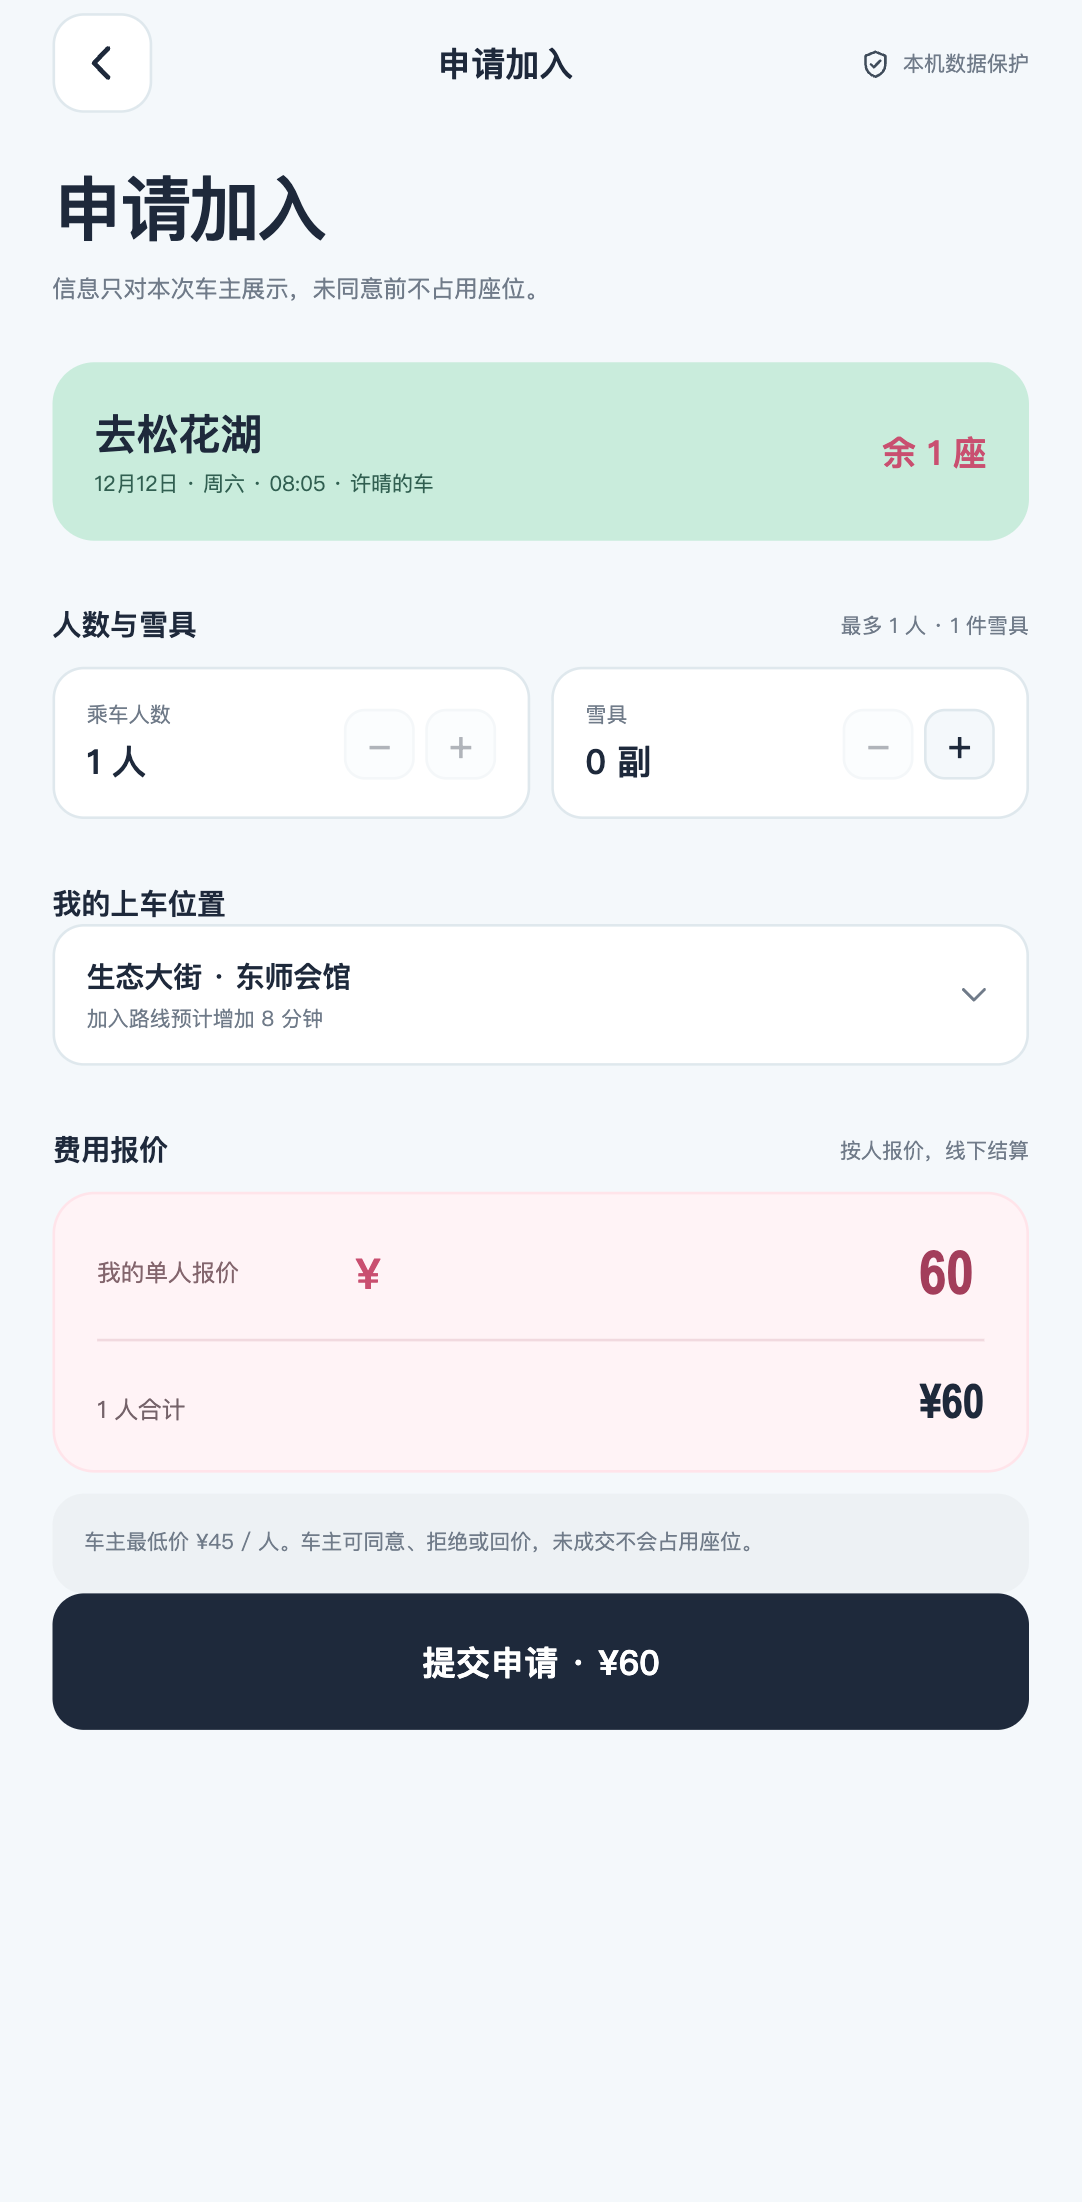 申请加入
本机数据保护
申请加入
信息只对本次车主展示，未同意前不占用座位。
去松花湖
12月12日 · 周六 · 08:05 · 许晴的车
余 1 座
人数与雪具
最多 1 人 · 1 件雪具
乘车人数
1 人
雪具
0 副
我的上车位置
生态大街 · 东师会馆
加入路线预计增加 8 分钟
费用报价
按人报价，线下结算
我的单人报价 ¥ 60
1 人合计 ¥60
车主最低价 ¥45 / 人。车主可同意、拒绝或回价，未成交不会占用座位。
提交申请 · ¥60